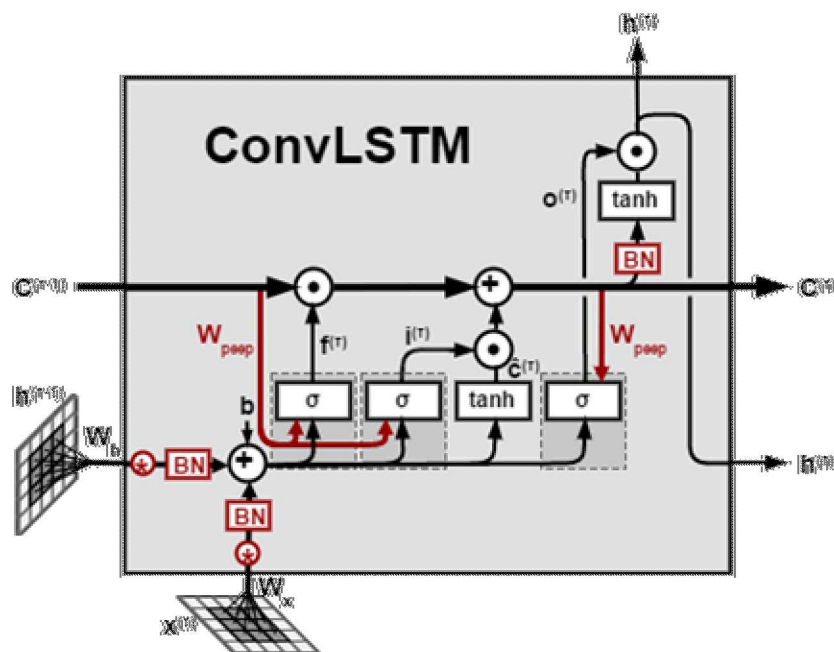 ConvLSTM
tanh
o(τ)
BN
W peep
f(τ)
i(τ)
ĉ(τ)
W peep
b
σ
σ
tanh
σ
W h
* BN +
BN
*
W x